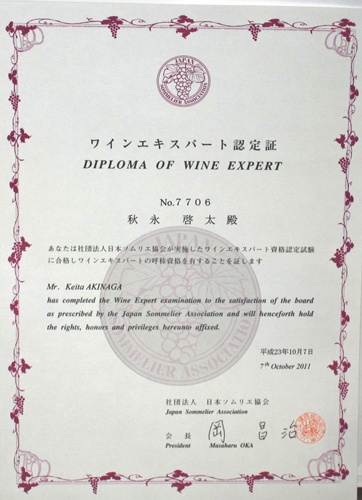 JAPAN
SOMMELIER ASSOCIATION
ワインエキスパート認定証
DIPLOMA OF WINE EXPERT
No.7706
秋永 啓太殿
あなたは社団法人日本ソムリエ協会が実施したワインエキスパート資格認定試験
に合格しワインエキスパートの呼称資格を有することを証します
Mr. Keita AKINAGA
has completed the Wine Expert examination to the satisfaction of the board
as prescribed by the Japan Sommelier Association and will henceforth hold
the rights, honors and privileges hereunto affixed.
SOMMELIER ASSOCIATION
平成23年10月7日
7th October 2011
社団法人 日本ソムリエ協会
Japan Sommelier Association
会長 岡 昌治
President Masaharu OKA